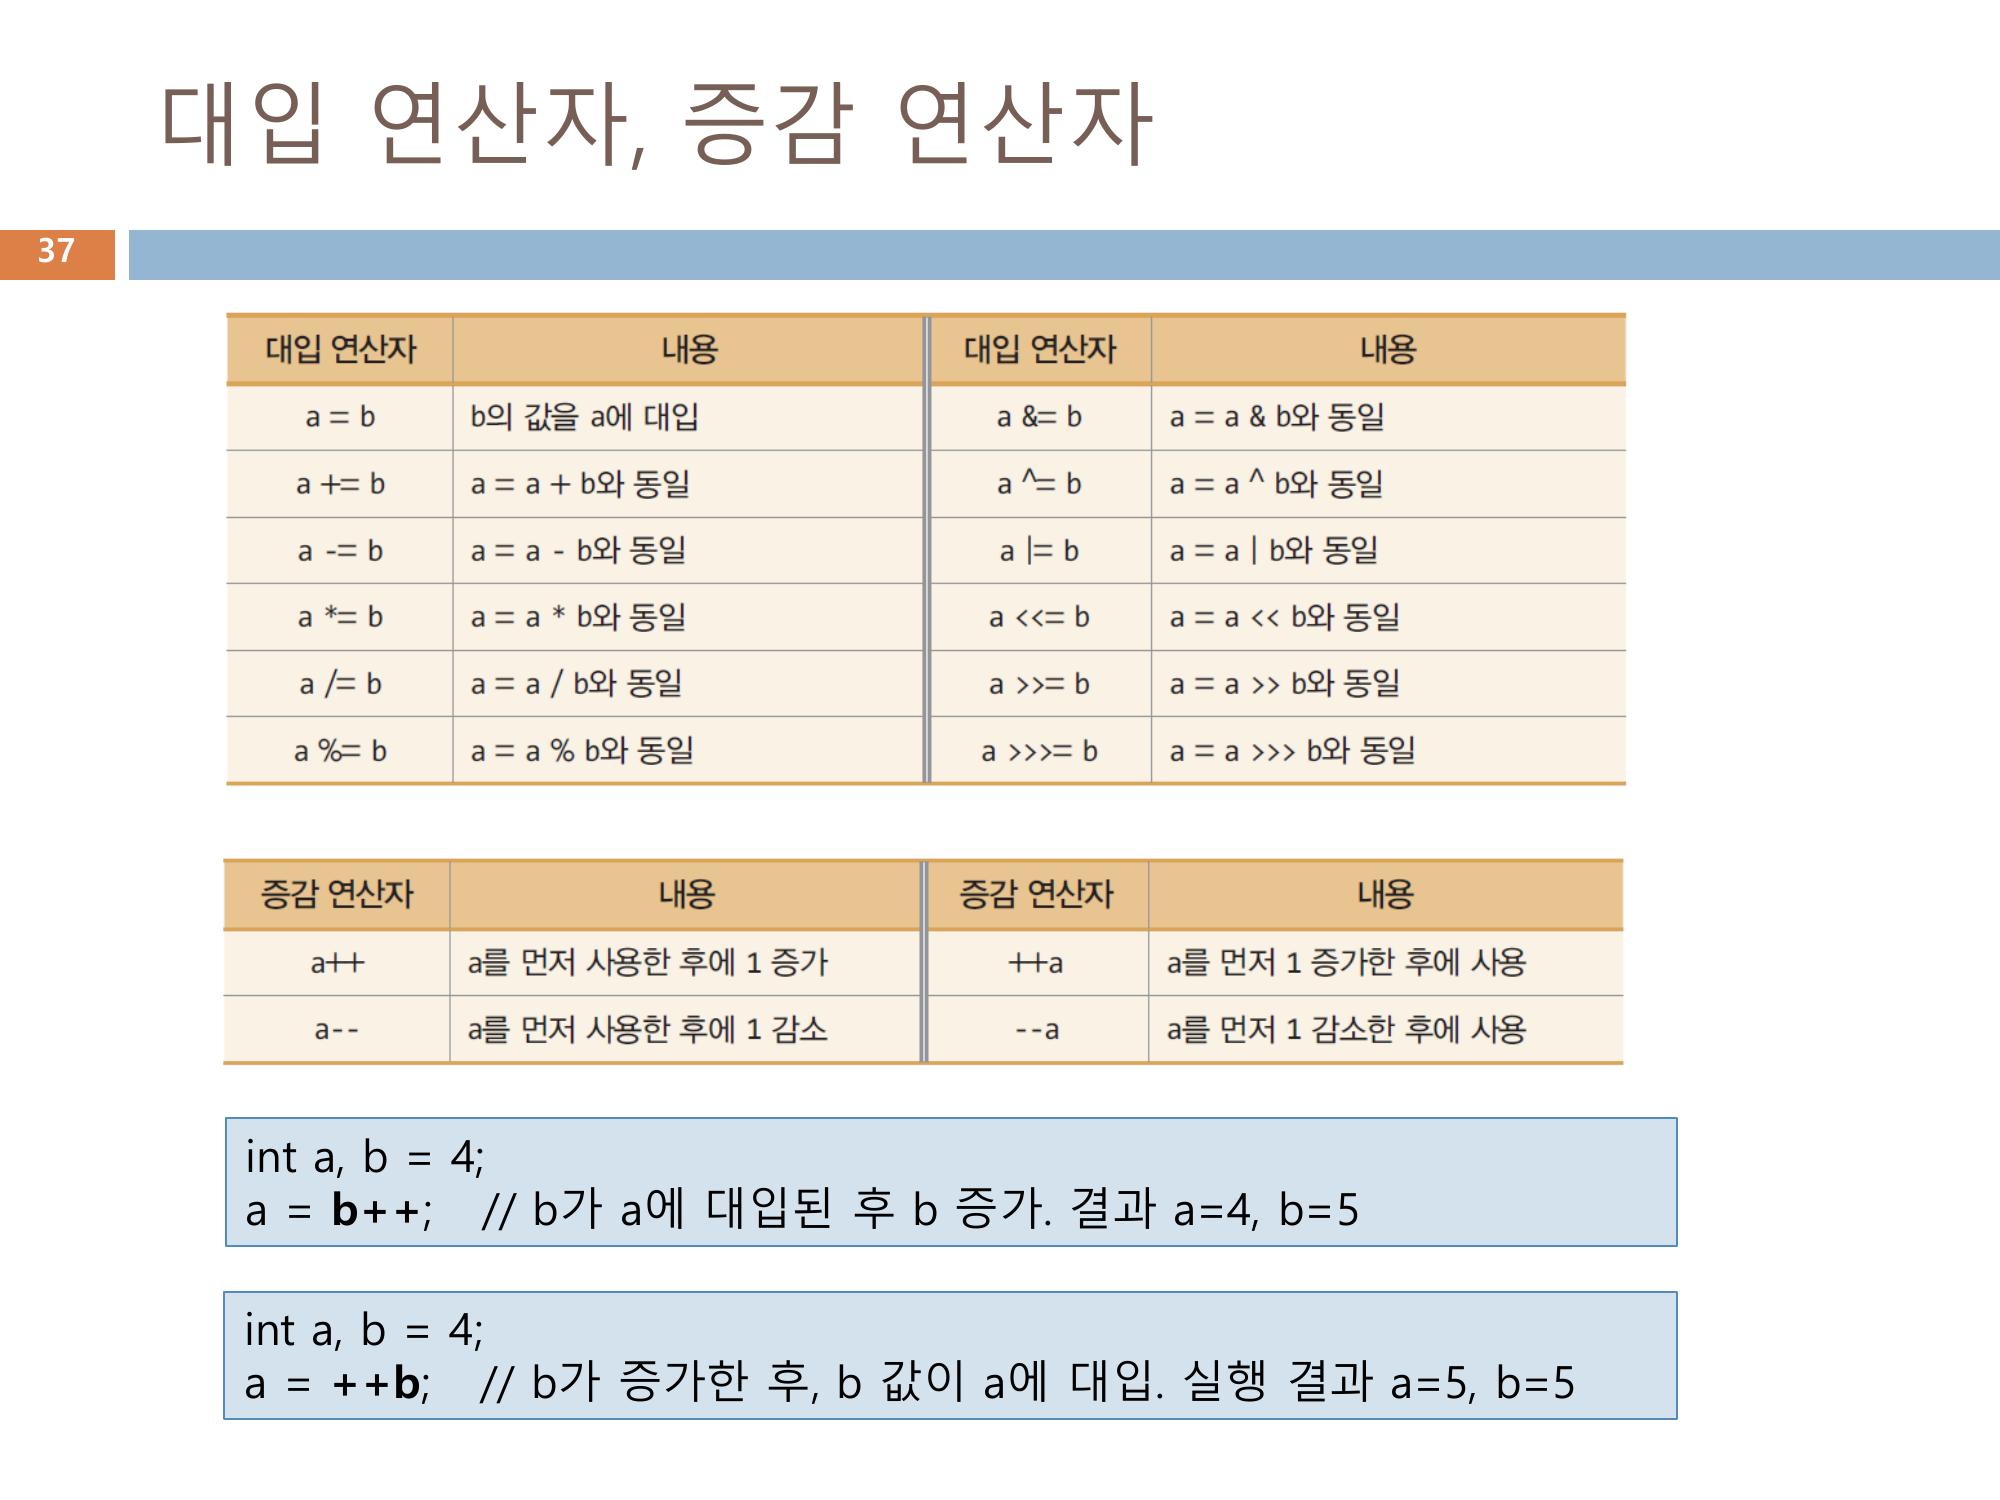 대입 연산자, 증감 연산자
37
대입 연산자 내용 대입 연산자 내용
a = b b의 값을 a에 대입 a &= b a = a & b와 동일
a += b a = a + b와 동일 a ^= b a = a ^ b와 동일
a -= b a = a - b와 동일 a |= b a = a | b와 동일
a *= b a = a * b와 동일 a <<= b a = a << b와 동일
a /= b a = a / b와 동일 a >>= b a = a >> b와 동일
a %= b a = a % b와 동일 a >>>= b a = a >>> b와 동일
증감 연산자 내용 증감 연산자 내용
a++ a를 먼저 사용한 후에 1 증가 ++a a를 먼저 1 증가한 후에 사용
a-- a를 먼저 사용한 후에 1 감소 --a a를 먼저 1 감소한 후에 사용
int a, b = 4;
a = b++; // b가 a에 대입된 후 b 증가. 결과 a=4, b=5
int a, b = 4;
a = ++b; // b가 증가한 후, b 값이 a에 대입. 실행 결과 a=5, b=5